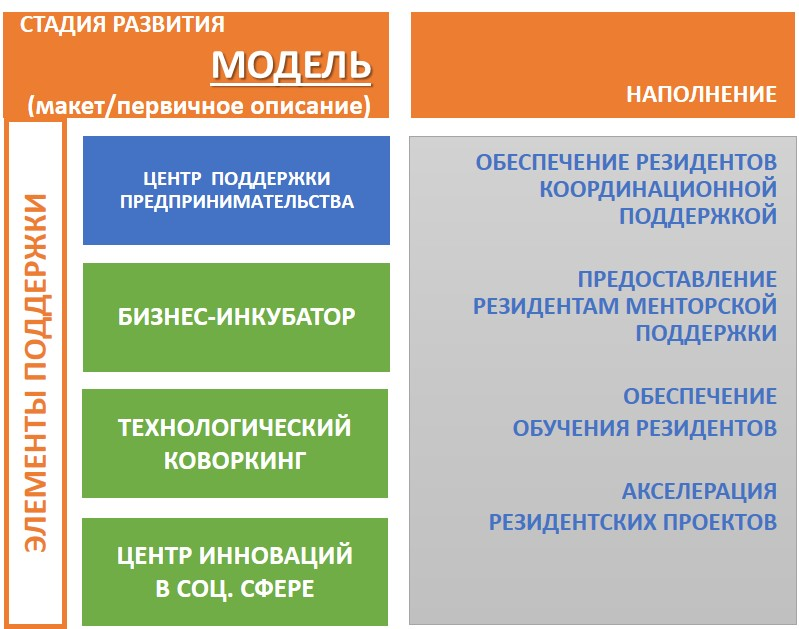 СТАДИЯ РАЗВИТИЯ
МОДЕЛЬ
(макет/первичное описание)
НАПОЛНЕНИЕ
ЭЛЕМЕНТЫ ПОДДЕРЖКИ
ЦЕНТР ПОДДЕРЖКИ
ПРЕДПРИНИМАТЕЛЬСТВА
БИЗНЕС-ИНКУБАТОР
ТЕХНОЛОГИЧЕСКИЙ
КОВОРКИНГ
ЦЕНТР ИННОВАЦИЙ
В СОЦ. СФЕРЕ
ОБЕСПЕЧЕНИЕ РЕЗИДЕНТОВ
КООРДИНАЦИОННОЙ
ПОДДЕРЖКОЙ
ПРЕДОСТАВЛЕНИЕ
РЕЗИДЕНТАМ МЕНТОРСКОЙ
ПОДДЕРЖКИ
ОБЕСПЕЧЕНИЕ
ОБУЧЕНИЯ РЕЗИДЕНТОВ
АКСЕЛЕРАЦИЯ
РЕЗИДЕНТСКИХ ПРОЕКТОВ